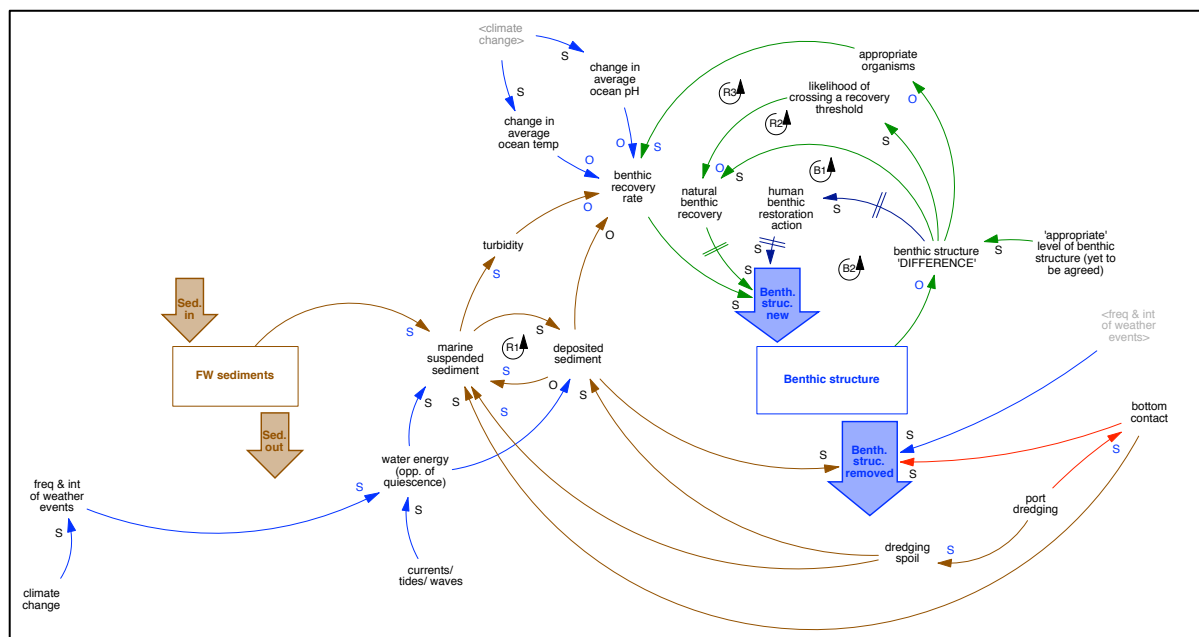 <climate
change>
S
S
change in
average
ocean pH
change in
average
ocean temp
O
O
S
benthic
recovery
rate
O
O
appropriate
organisms
O
likelihood of
crossing a recovery
threshold
S
R3
R2
B1
O
S
natural
benthic
recovery
human
benthic
restoration
action
S
S
S
S
B2
benthic structure
'DIFFERENCE'
O
S
'appropriate'
level of benthic
structure (yet to
be agreed)
turbidity
S
Sed.
in
FW sediments
Sed.
out
S
marine
suspended
sediment
S
R1
S
deposited
sediment
O
S
S
S
S
Benth.
struc.
new
Benthic structure
Benth.
struc.
removed
S
S
S
<freq & int
of weather
events>
bottom
contact
S
port
dredging
S
dredging
spoil
water energy
(opp. of
quiescence)
S
S
currents/
tides/ waves
freq & int
of weather
events
S
climate
change